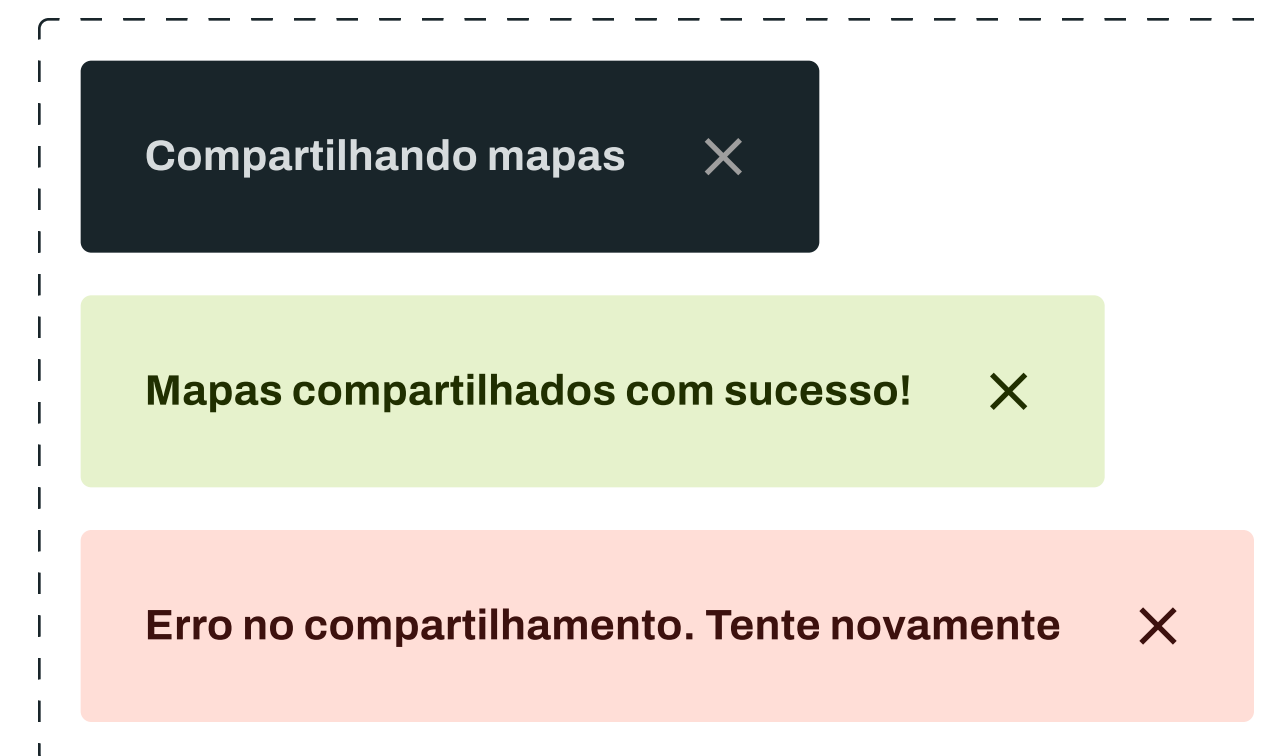 Compartilhando mapas
Mapas compartilhados com sucesso!
Erro no compartilhamento. Tente novamente